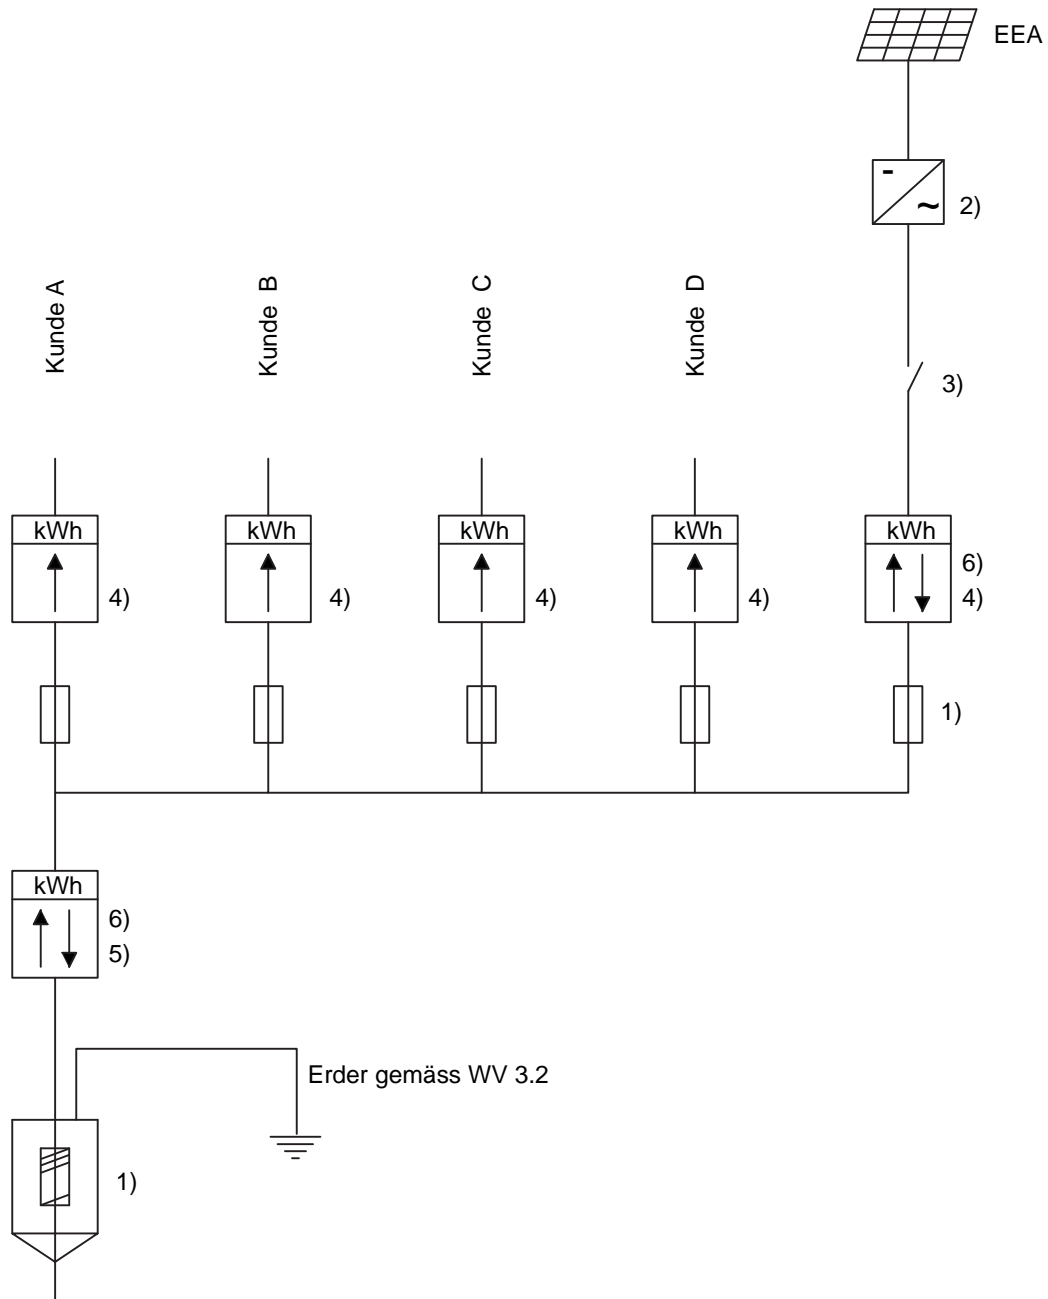 EEA
-
~
2)
Kunde A
Kunde B
Kunde C
Kunde D
3)
kWh
kWh
kWh
kWh
kWh
6)
4)
4)
4)
4)
4)
1)
kWh
6)
5)
Erder gemäss WV 3.2
1)